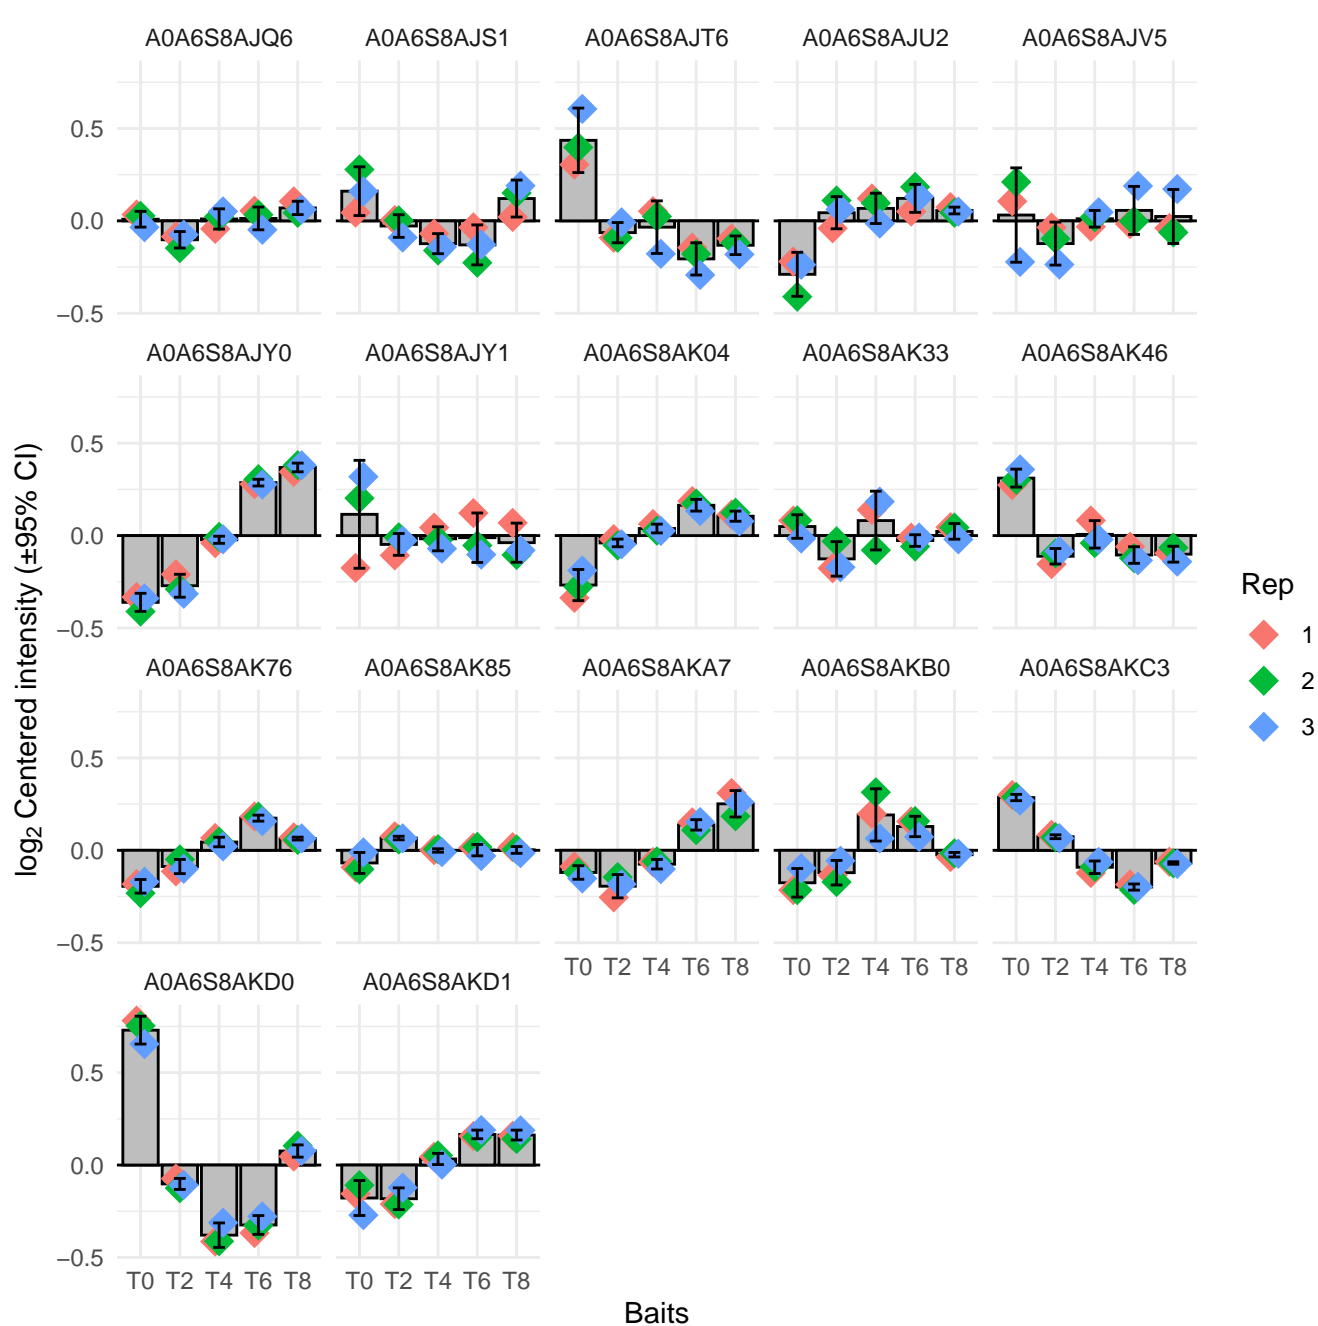 A0A6S8AJQ6 A0A6S8AJS1 A0A6S8AJT6 A0A6S8AJU2 A0A6S8AJV5
0.5
0.0
−0.5
A0A6S8AJY0 A0A6S8AJY1 A0A6S8AK04 A0A6S8AK33 A0A6S8AK46
0.5
0.0
−0.5
A0A6S8AK76 A0A6S8AK85 A0A6S8AKA7 A0A6S8AKB0 A0A6S8AKC3
0.5
0.0
−0.5
T0 T2 T4 T6 T8 T0 T2 T4 T6 T8 T0 T2 T4 T6 T8
A0A6S8AKD0 A0A6S8AKD1
0.5
0.0
−0.5
T0 T2 T4 T6 T8 T0 T2 T4 T6 T8
Baits
log2 Centered intensity (±95% CI)
Rep
1
2
3